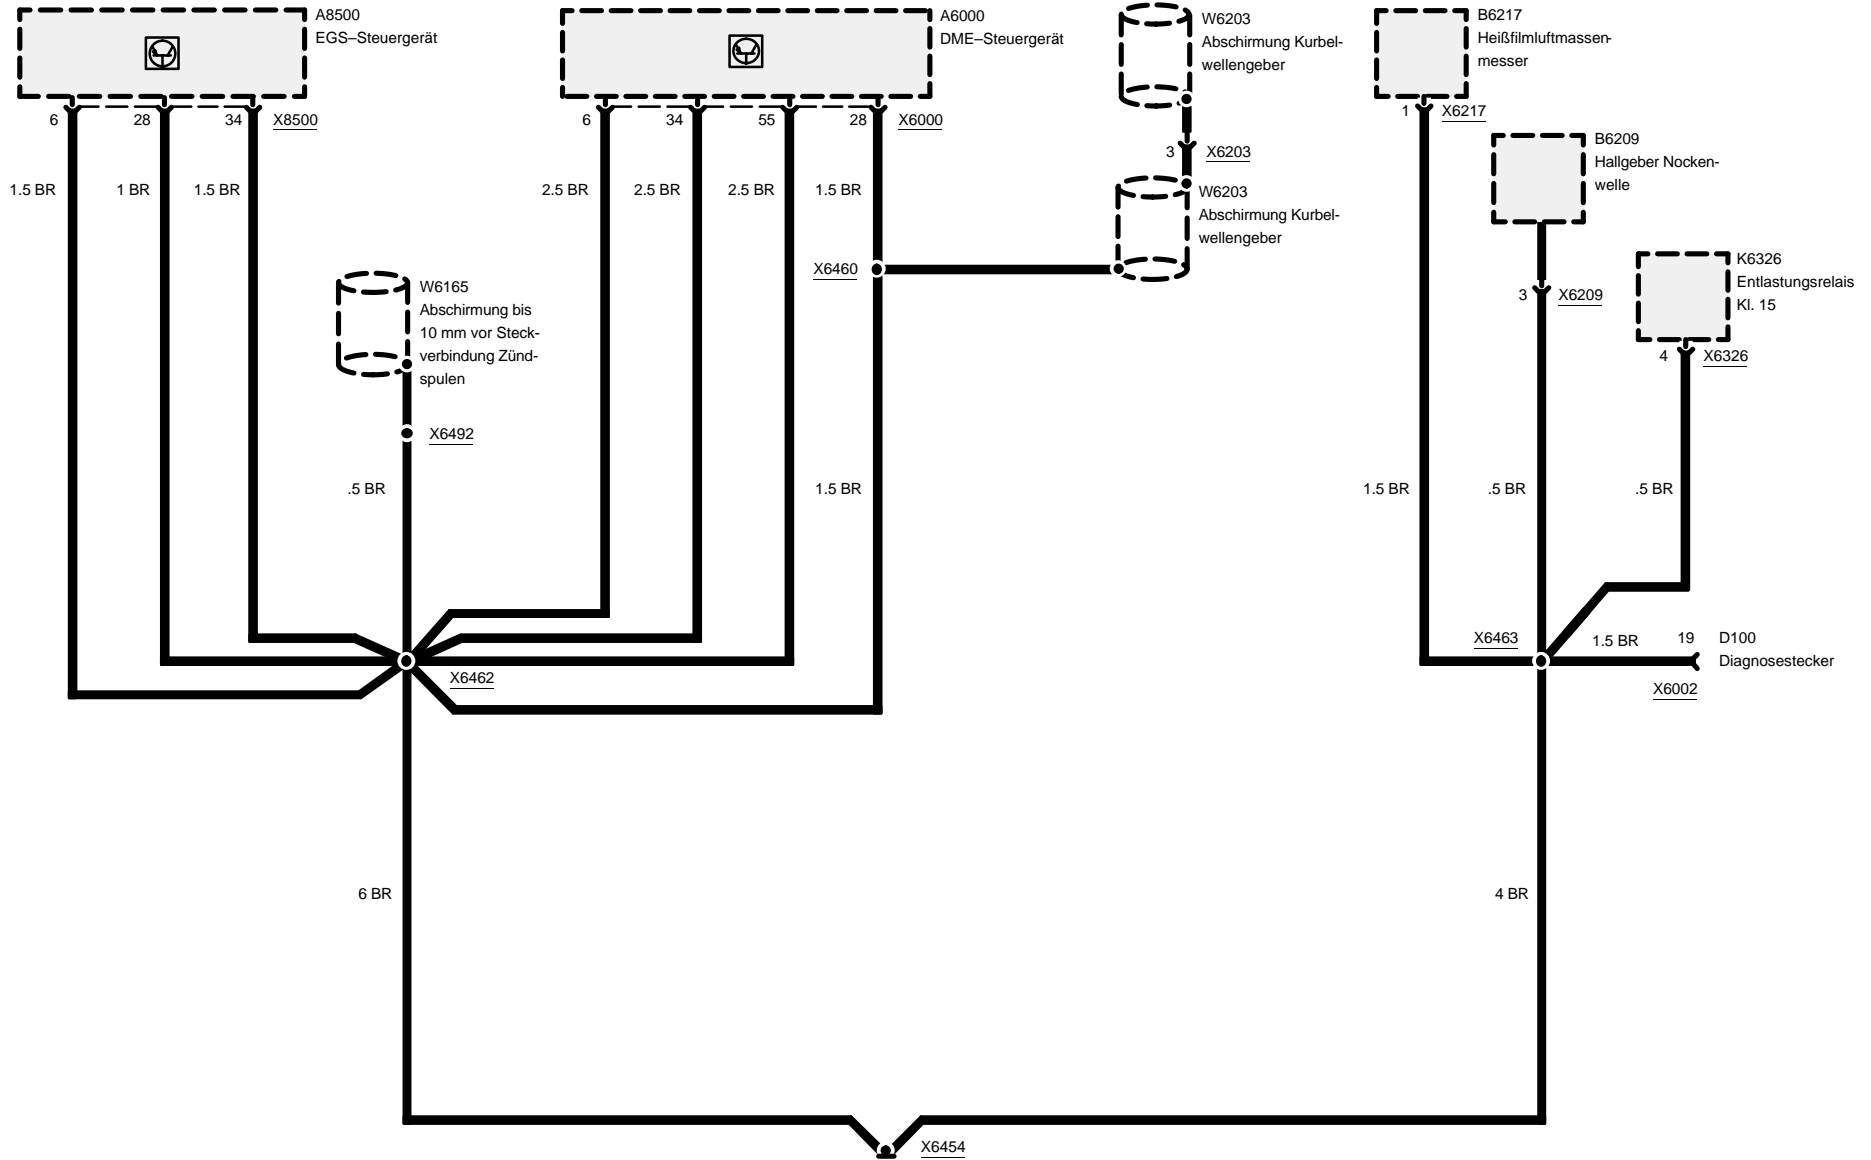 A8500
EGS–Steuergerät
6
28
34
X8500
1.5 BR
1 BR
1.5 BR
W6165
Abschirmung bis
10 mm vor Steck-
verbindung Zünd-
spulen
X6492
.5 BR
A6000
DME–Steuergerät
6
34
55
28
X6000
2.5 BR
2.5 BR
2.5 BR
1.5 BR
X6460
1.5 BR
W6203
Abschirmung Kurbel-
wellengeber
3
X6203
W6203
Abschirmung Kurbel-
wellengeber
B6217
Heißfilmluftmassen-
messer
1
X6217
1.5 BR
B6209
Hallgeber Nocken-
welle
3
X6209
.5 BR
K6326
Entlastungsrelais
Kl. 15
4
X6326
.5 BR
X6462
X6463
1.5 BR
19
D100
Diagnosestecker
X6002
6 BR
4 BR
X6454